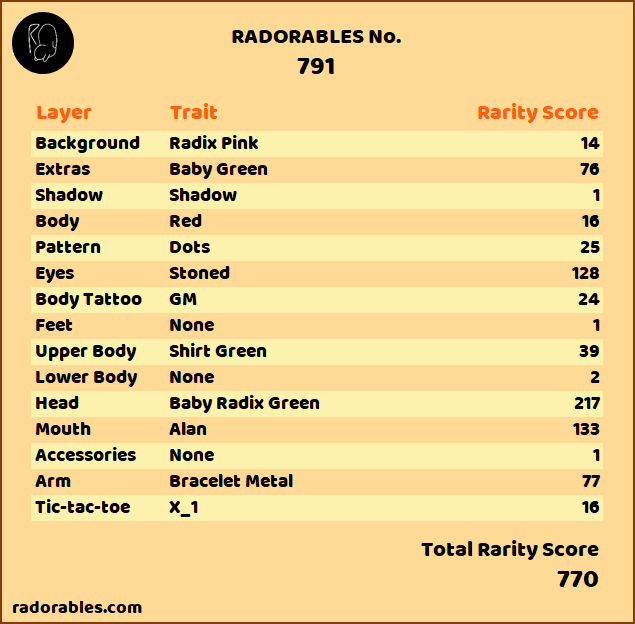 RADORABLES No.
791
Layer Trait Rarity Score
Background Radix Pink 14
Extras Baby Green 76
Shadow Shadow 1
Body Red 16
Pattern Dots 25
Eyes Stoned 128
Body Tattoo GM 24
Feet None 1
Upper Body Shirt Green 39
Lower Body None 2
Head Baby Radix Green 217
Mouth Alan 133
Accessories None 1
Arm Bracelet Metal 77
Tic-tac-toe X_1 16
Total Rarity Score
770
radorables.com